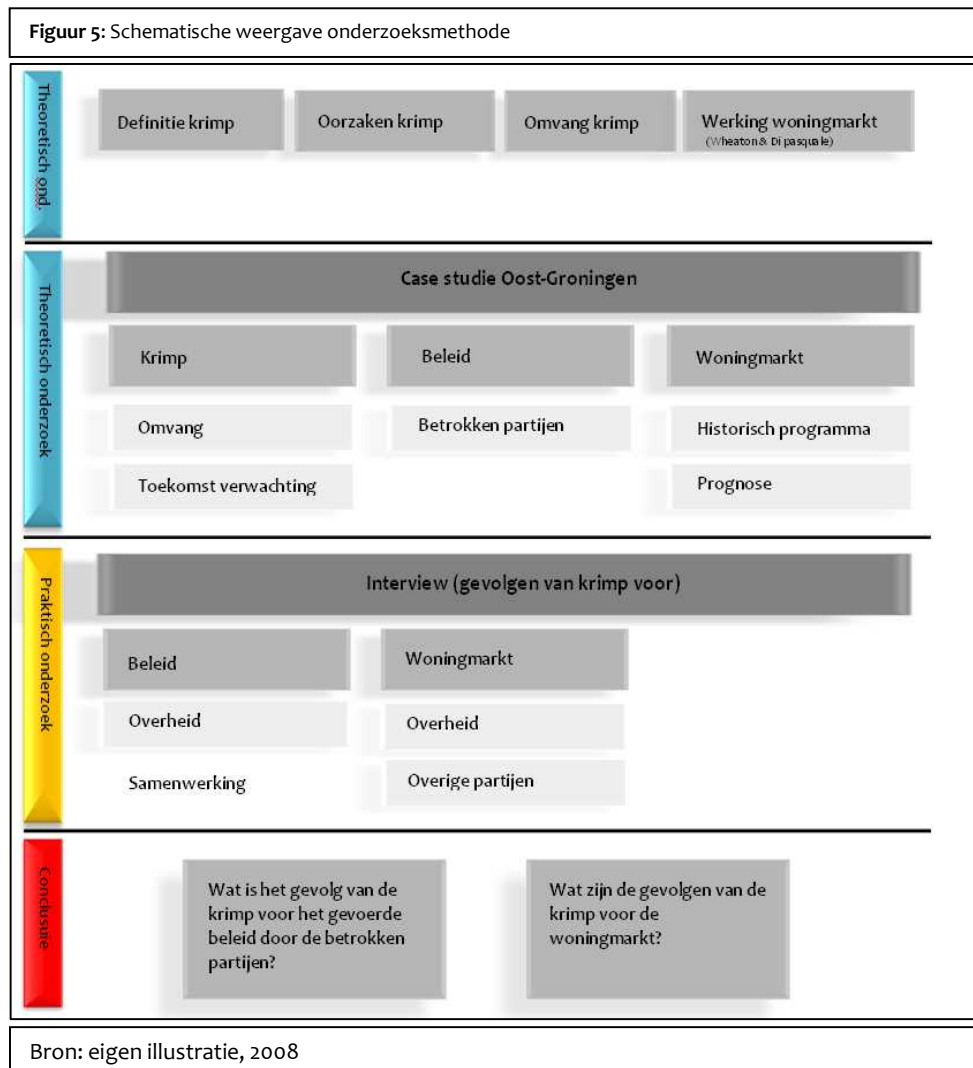 Figuur 5: Schematische weergave onderzoeksmethode
Theoretisch ond.
Definitie krimp
Oorzaken krimp
Omvang krimp
Werking woningmarkt
(Wheaton & Di pasquale)
Theoretisch onderzoek
Case studie Oost-Groningen
Krimp
Beleid
Woningmarkt
Omvang
Betrokken partijen
Historisch programma
Toekomst verwachting
Prognose
Praktisch onderzoek
Interview (gevolgen van krimp voor)
Beleid
Woningmarkt
Overheid
Overheid
Samenwerking
Overige partijen
Conclusie
Wat is het gevolg van de
krimp voor het gevoerde
beleid door de betrokken
partijen?
Wat zijn de gevolgen van de
krimp voor de
woningmarkt?
Bron: eigen illustratie, 2008